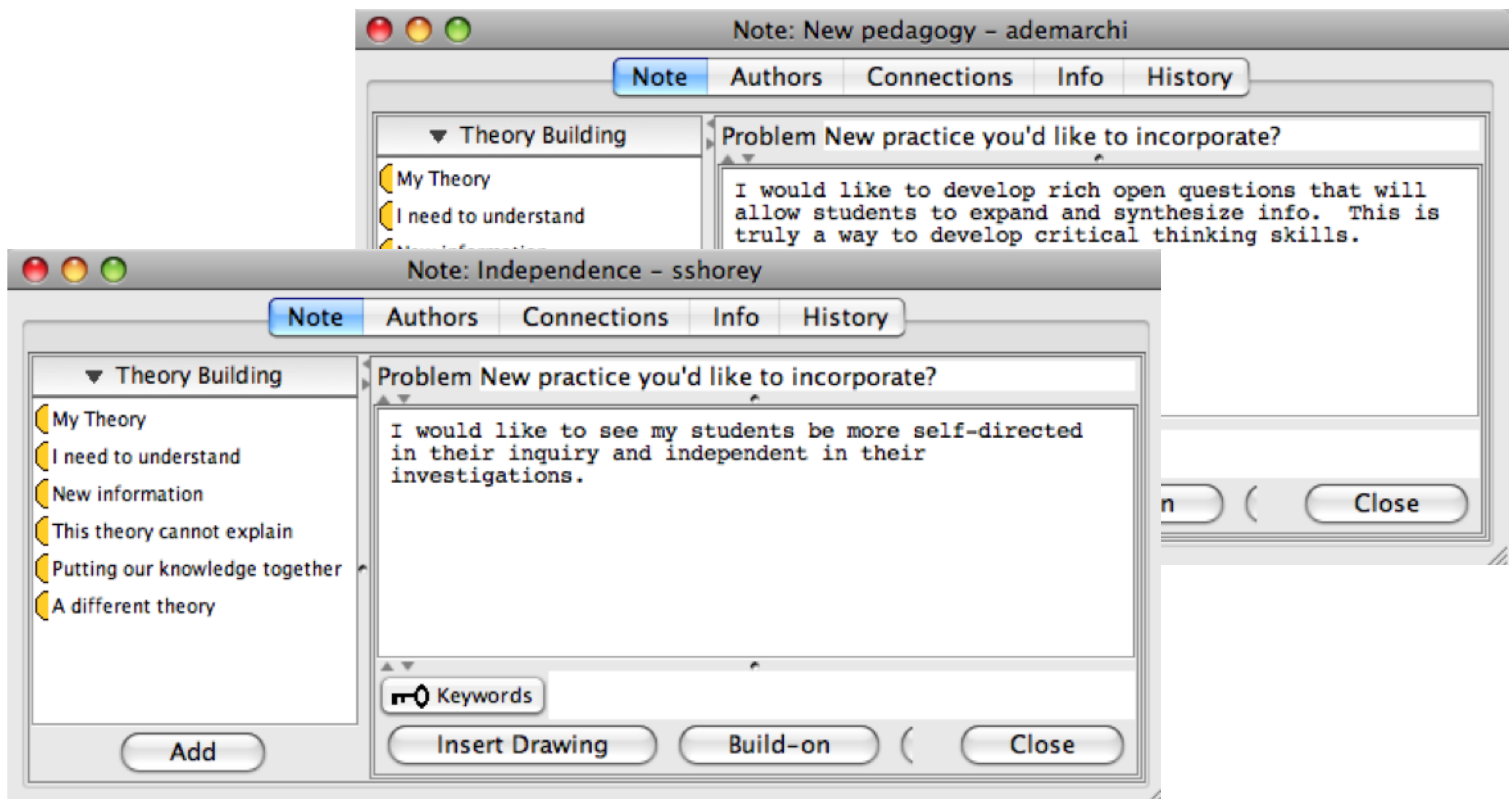 Note: New pedagogy – ademarchi
Note Authors Connections Info History
Theory Building
Problem New practice you'd like to incorporate?
My Theory
I need to understand
New information
I would like to develop rich open questions that will
allow students to expand and synthesize info. This is
truly a way to develop critical thinking skills.
n
Close
Note: Independence – sshorey
Note Authors Connections Info History
Theory Building
My Theory
I need to understand
New information
This theory cannot explain
Putting our knowledge together
A different theory
Add
Problem New practice you'd like to incorporate?
I would like to see my students be more self-directed
in their inquiry and independent in their
investigations.
Keywords
Insert Drawing Build-on Close